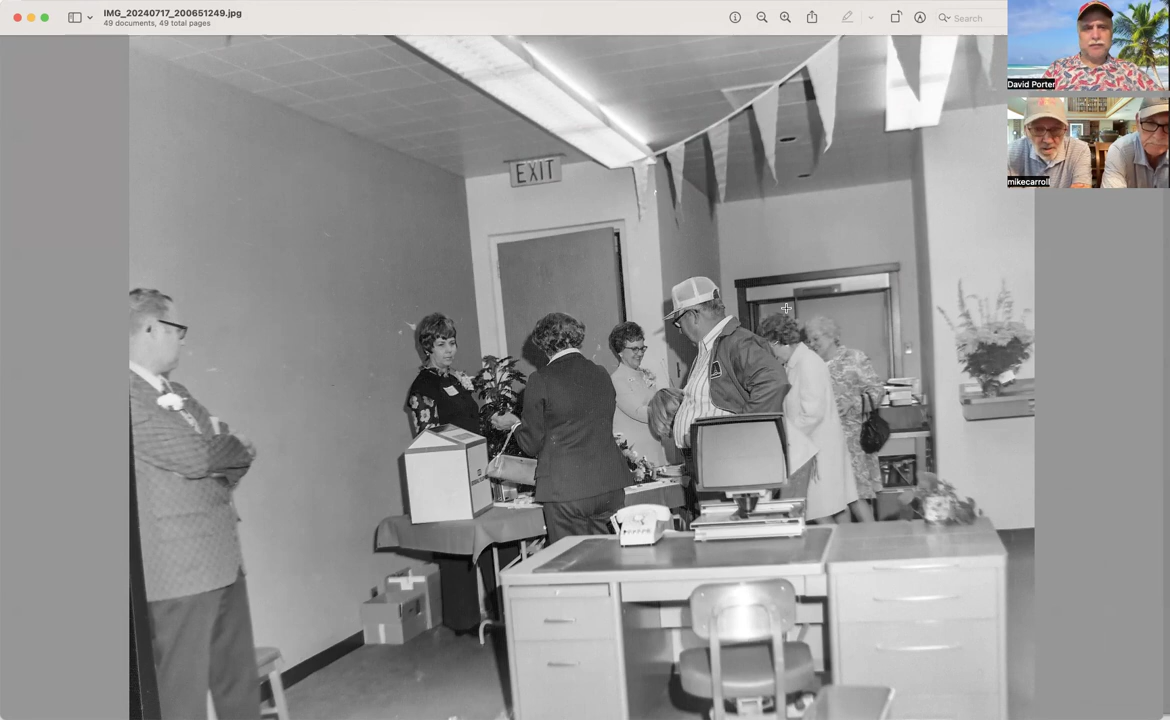 IMG_20240717_200651249.jpg
49 documents, 49 total pages
Search
David Porter
mikecarroll
EXIT